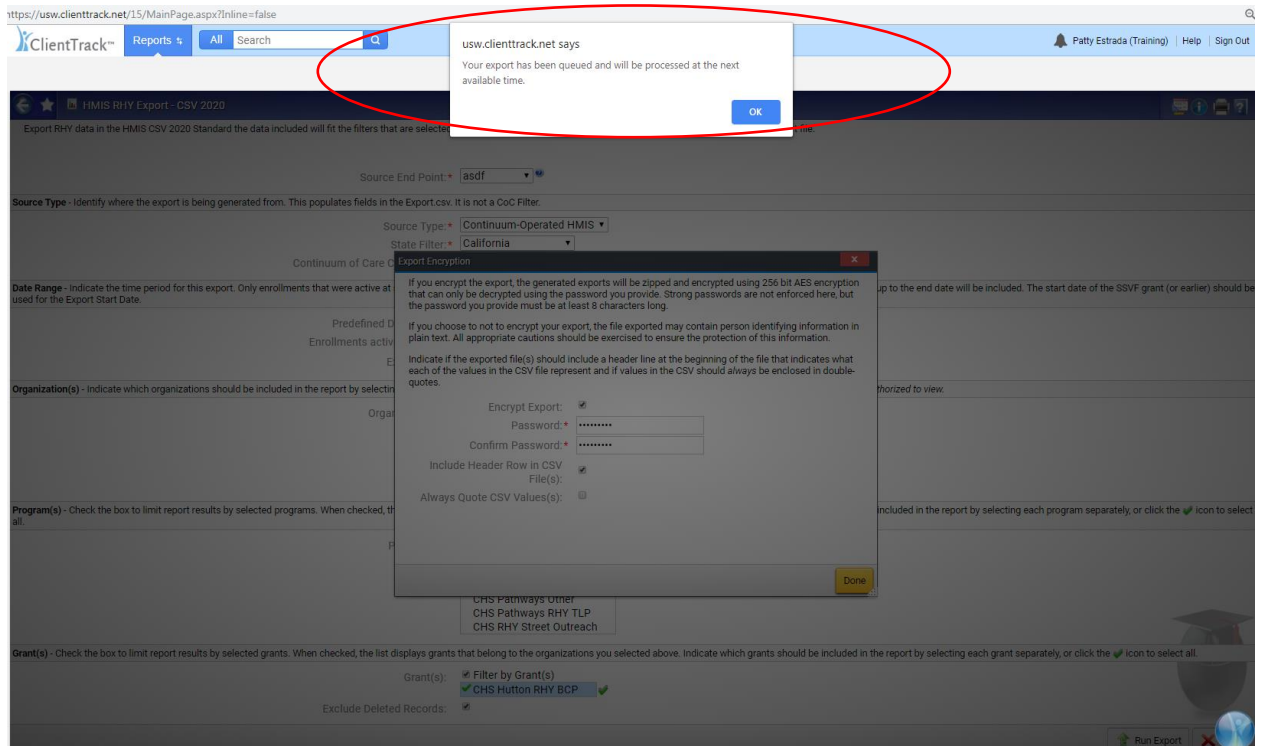 https://usw.clienttrack.net/15/MainPage.aspx?Inline=false
ClientTrack™ Reports All Search
Patty Estrada (Training) | Help | Sign Out
usw.clienttrack.net says
Your export has been queued and will be processed at the next
available time.
OK
HMIS RHY Export - CSV 2020
Export RHY data in the HMIS CSV 2020 Standard the data included will fit the filters that are selected
file.
Source End Point:* asdf
Source Type - Identify where the export is being generated from. This populates fields in the Export.csv. It is not a CoC Filter.
Source Type:* Continuum-Operated HMIS
State Filter:* California
Continuum of Care C
Date Range - Indicate the time period for this export. Only enrollments that were active at
up to the end date will be included. The start date of the SSVF grant (or earlier) should be
used for the Export Start Date.
Predefined D
Enrollments activ
E
Organization(s) - Indicate which organizations should be included in the report by selectin
thorized to view.
Organ
Program(s) - Check the box to limit report results by selected programs. When checked, th
included in the report by selecting each program separately, or click the icon to select
all.
P
Export Encryption
If you encrypt the export, the generated exports will be zipped and encrypted using 256 bit AES encryption
that can only be decrypted using the password you provide. Strong passwords are not enforced here, but
the password you provide must be at least 8 characters long.
If you choose to not to encrypt your export, the file exported may contain person identifying information in
plain text. All appropriate cautions should be exercised to ensure the protection of this information.
Indicate if the exported file(s) should include a header line at the beginning of the file that indicates what
each of the values in the CSV file represent and if values in the CSV should always be enclosed in double-
quotes.
Encrypt Export:
Password:* •••••••••
Confirm Password:* •••••••••
Include Header Row in CSV
File(s):
Always Quote CSV Values(s):
Done
CHS Pathways Other
CHS Pathways RHY TLP
CHS RHY Street Outreach
Grant(s) - Check the box to limit report results by selected grants. When checked, the list displays grants that belong to the organizations you selected above. Indicate which grants should be included in the report by selecting each grant separately, or click the icon to select all.
Grant(s): Filter by Grant(s)
CHS Hutton RHY BCP
Exclude Deleted Records:
Run Export